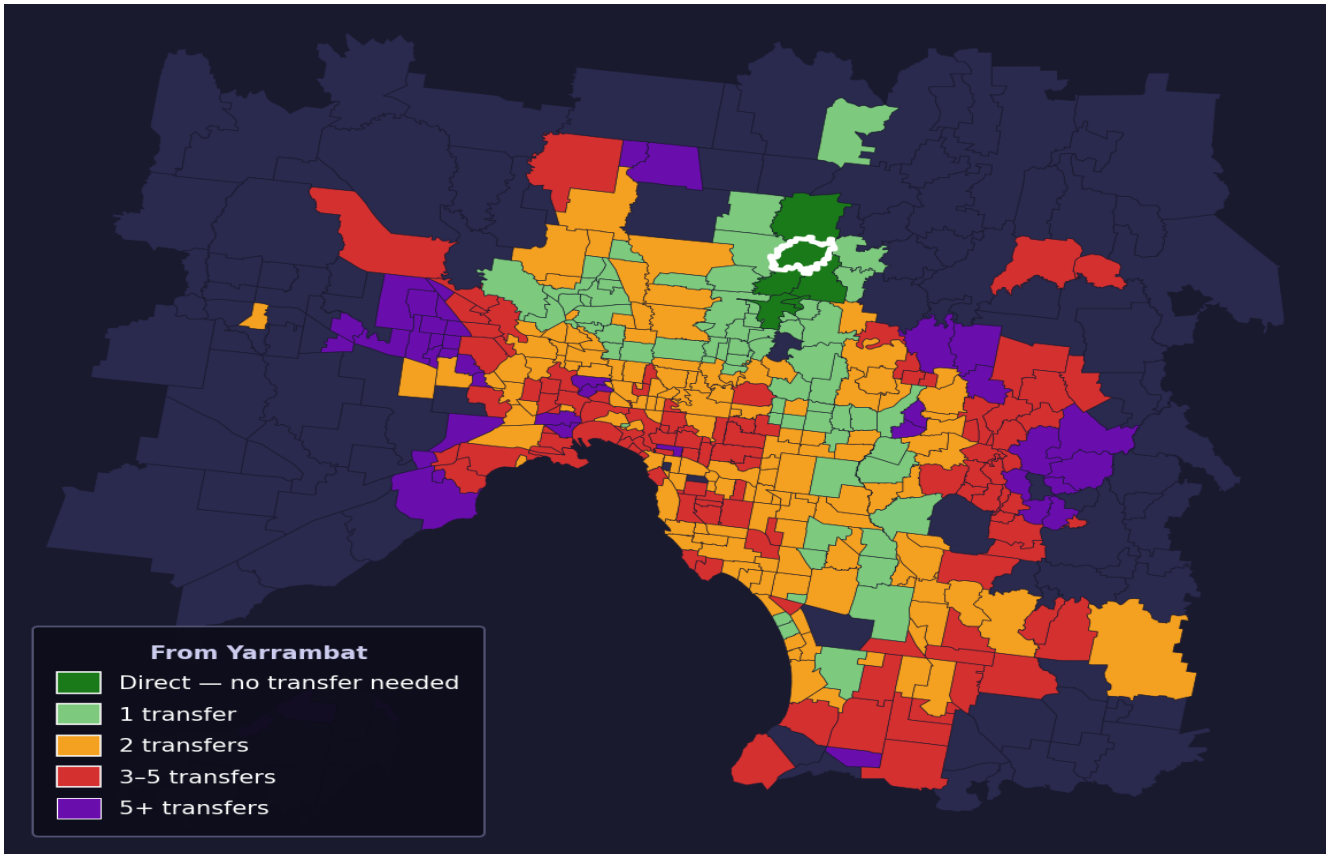 From Yarrambat
Direct — no transfer needed
1 transfer
2 transfers
3–5 transfers
5+ transfers